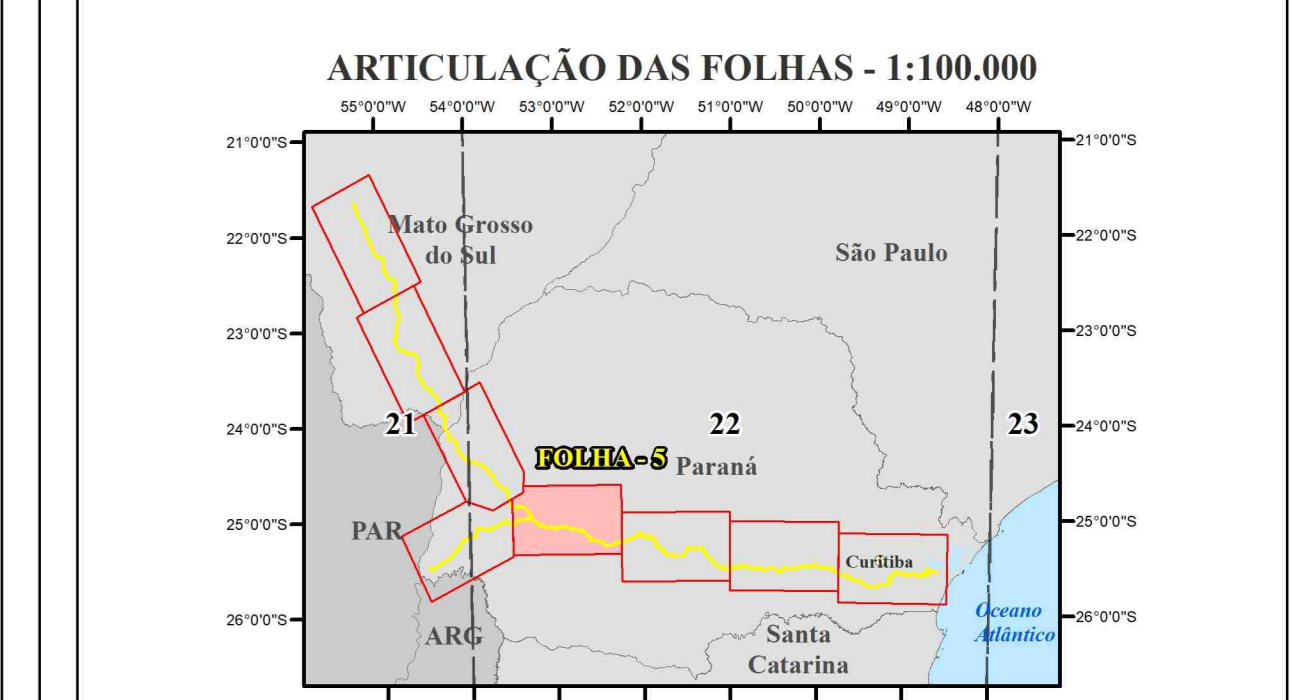 ARTICULAÇÃO DAS FOLHAS - 1:100.000
55°0'0"W 54°0'0"W 53°0'0"W 52°0'0"W 51°0'0"W 50°0'0"W 49°0'0"W 48°0'0"W
21°0'0"S 21°0'0"S
Mato Grosso
do Sul
São Paulo
22°0'0"S 22°0'0"S
23°0'0"S 23°0'0"S
21 22 23
24°0'0"S 24°0'0"S
FOLHA - 5
Paraná
25°0'0"S 25°0'0"S
PAR
Curitiba
Oceano
Atlântico
26°0'0"S 26°0'0"S
ARG
Santa
Catarina